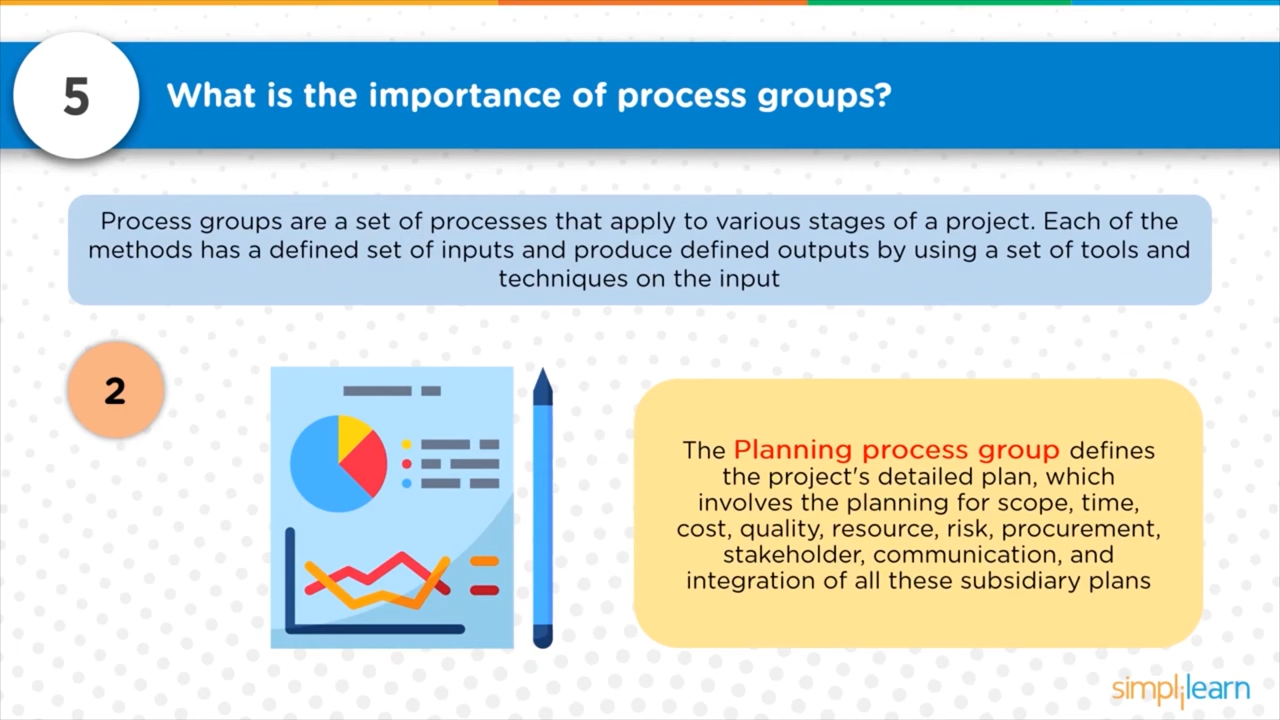 5
What is the importance of process groups?
Process groups are a set of processes that apply to various stages of a project. Each of the
methods has a defined set of inputs and produce defined outputs by using a set of tools and
techniques on the input
2
The Planning process group defines
the project's detailed plan, which
involves the planning for scope, time,
cost, quality, resource, risk, procurement,
stakeholder, communication, and
integration of all these subsidiary plans
simplilearn